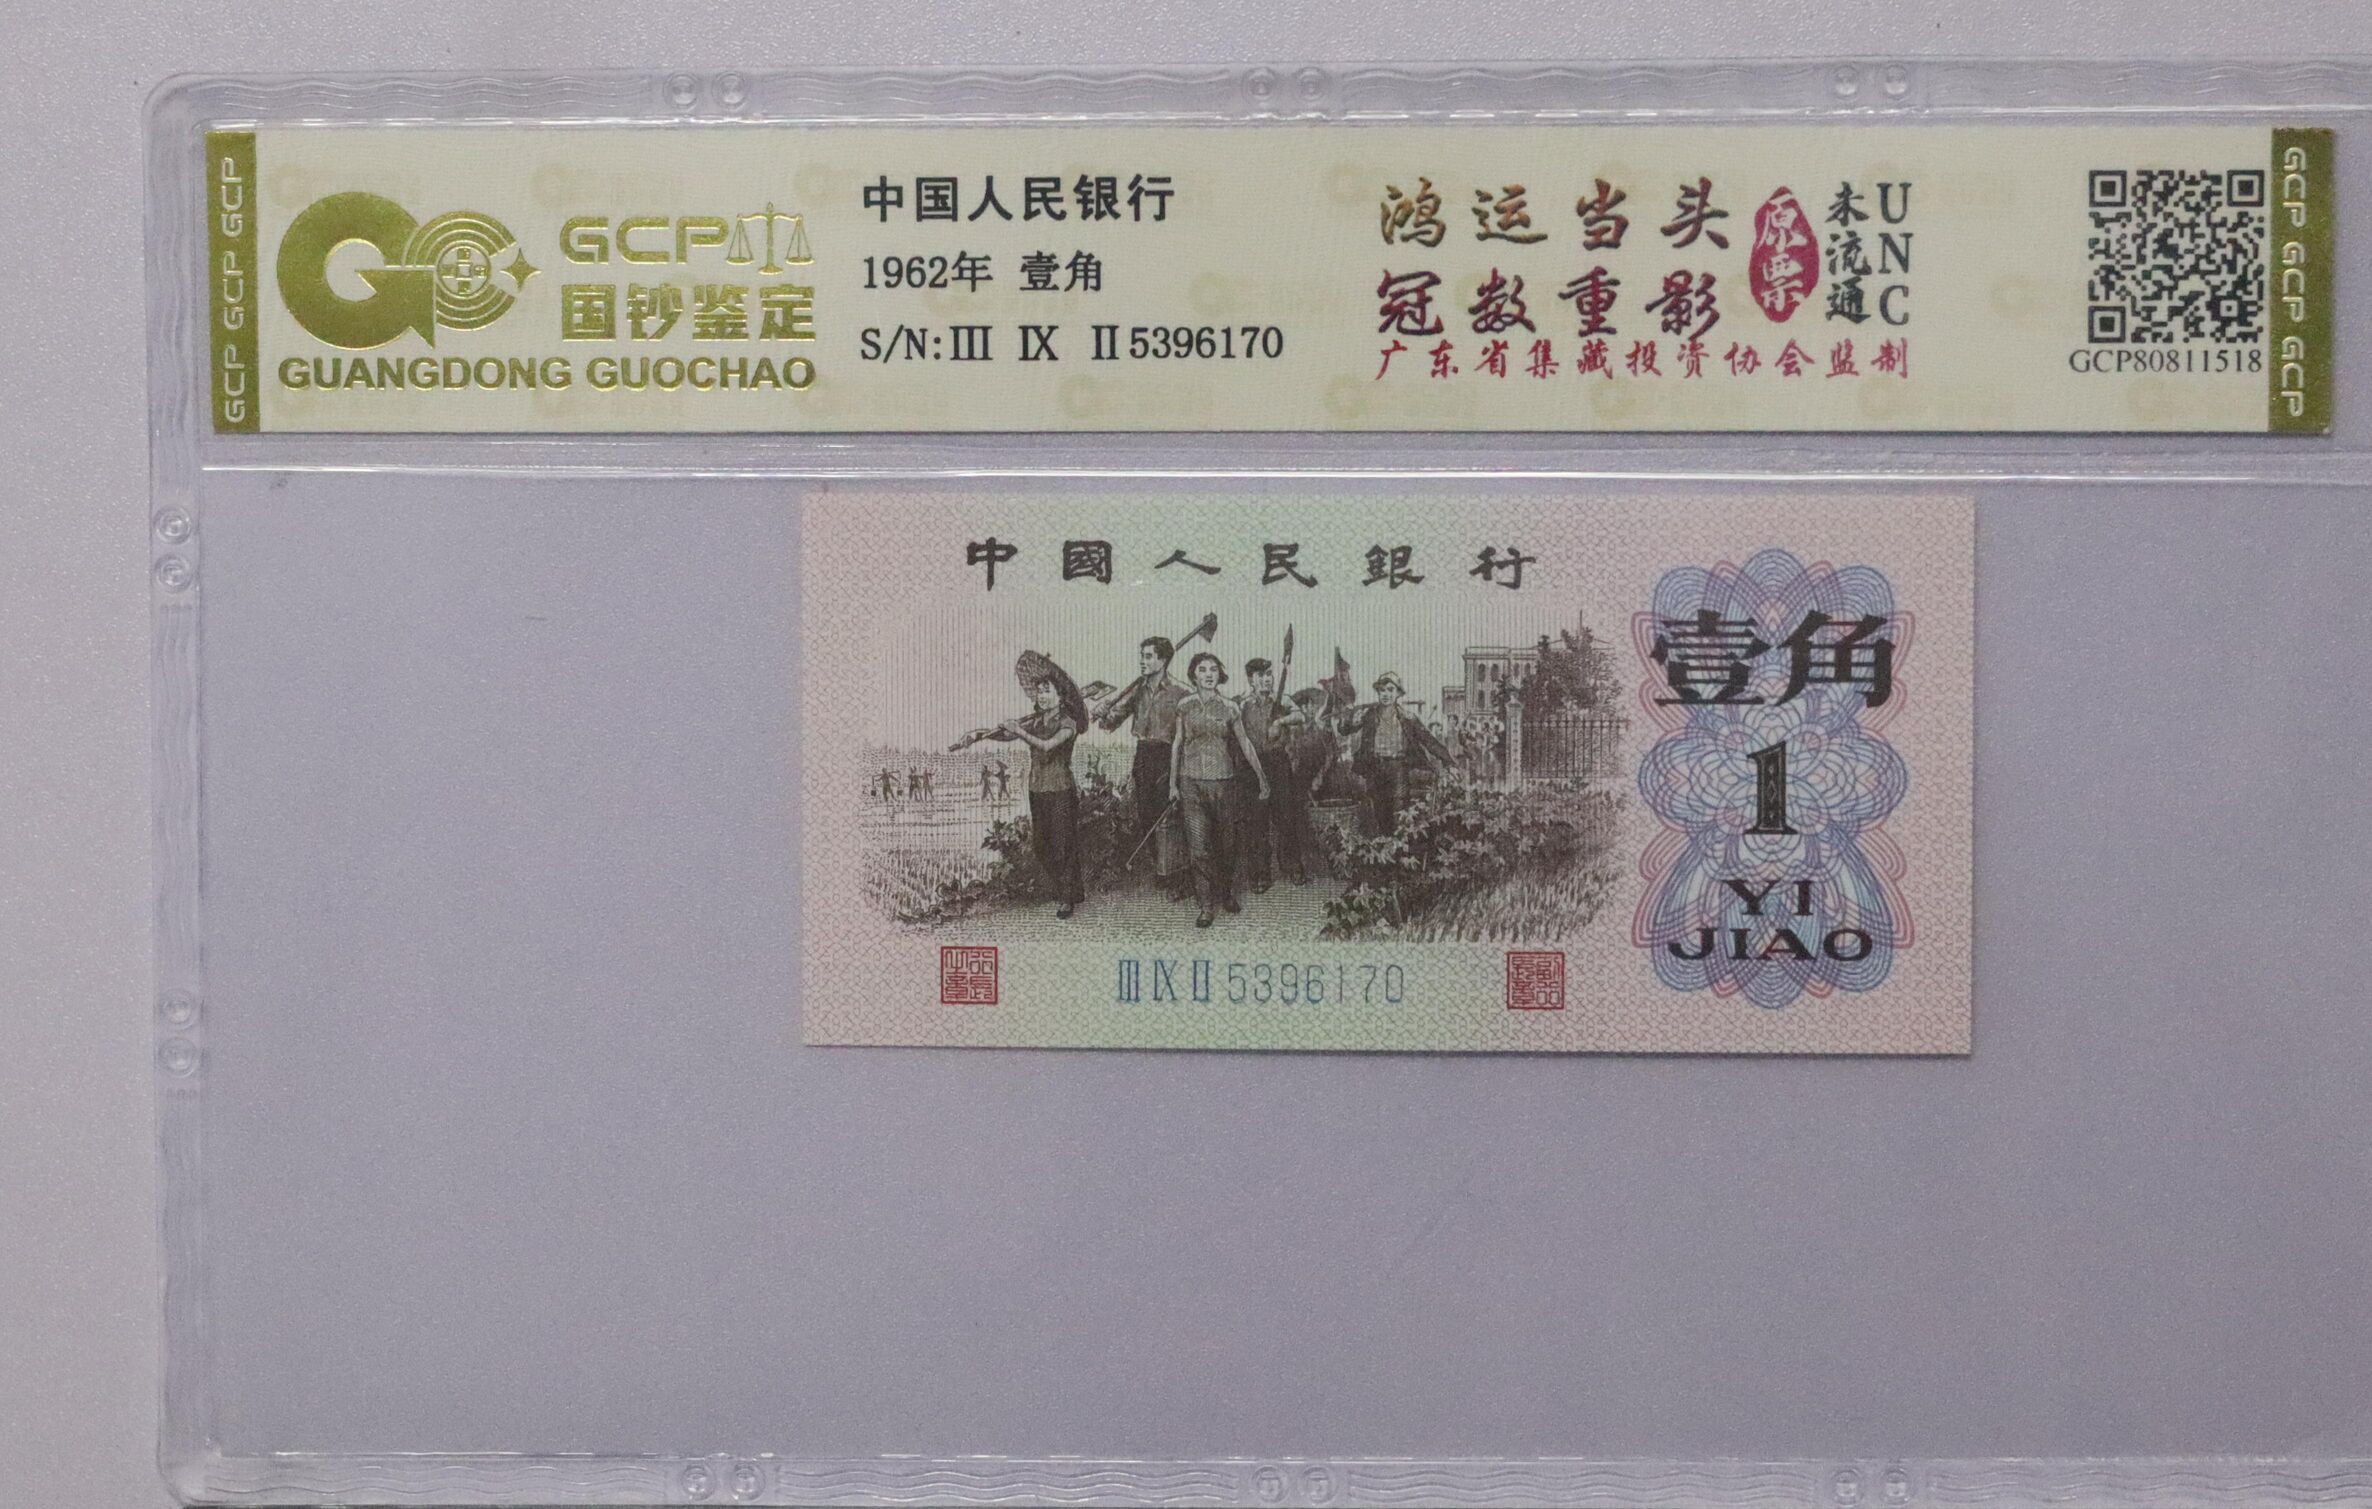 GCP GCP GCP
GCP
国钞鉴定
GUANGDONG GUOCHAO
中国人民银行
1962年 壹角
S/N:Ⅲ Ⅸ Ⅱ5396170
鸿运当头
冠数重影
原票
未流通
UNC
广东省集藏投资协会监制
GCP80811518
GCP GCP GCP
中國人民銀行
壹角
1
YI
JIAO
ⅢⅨⅡ5396170